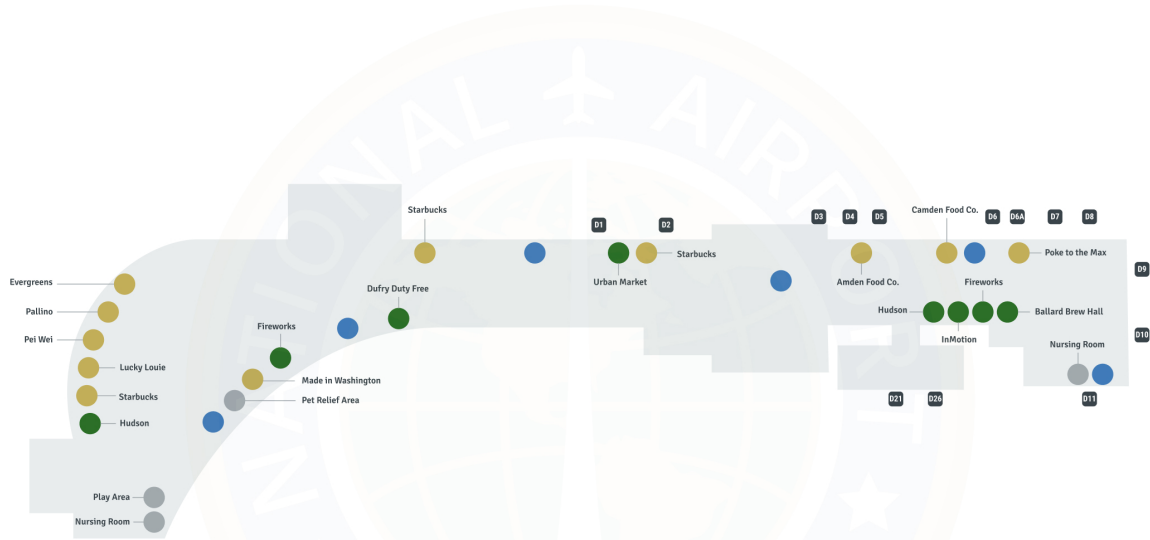 NATIONAL AIRPORT
Starbucks
Camden Food Co.
D1
D2
D3
D4
D5
D6
D6A
D7
D8
Starbucks
Poke to the Max
D9
Evergreens
Urban Market
Amden Food Co.
Fireworks
Dufry Duty Free
Pallino
Hudson
Ballard Brew Hall
Fireworks
InMotion
D10
Pei Wei
Nursing Room
Lucky Louie
Made in Washington
Starbucks
Pet Relief Area
D21
D26
D11
Hudson
Play Area
Nursing Room